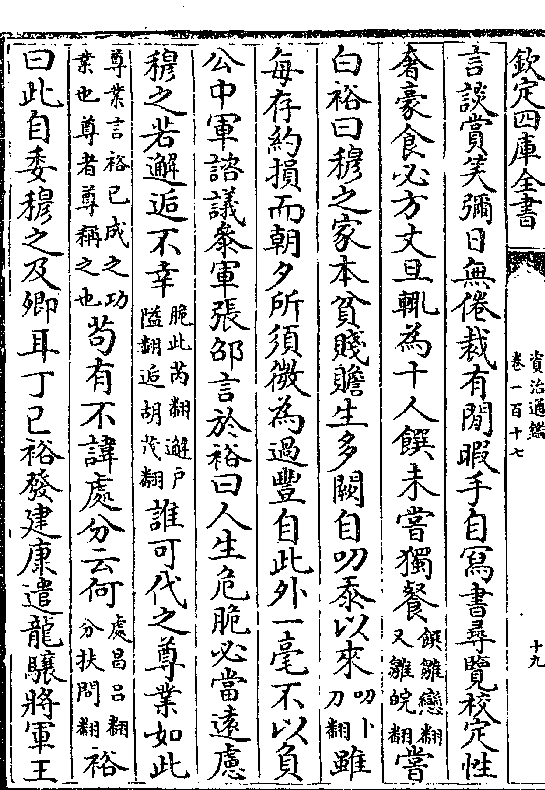 欽定四庫全書
資治通鑑
卷一百十七
十九
言談賞笑彌日無倦裁有閒暇手自寫書尋覽校定性
奢豪食必方丈旦輒為十人饌未嘗獨餐饌雛戀翻又雛皖翻嘗
白裕曰穆之家本貧賤贍生多闕自叨忝以來叨卜刀翻雖
每存約損而朝夕所須微為過豐自此外一毫不以負
公中軍諮議參軍張邵言於裕曰人生危脆必當遠慮
穆之若邂逅不幸脆此芮翻邂戶隘翻逅胡茂翻誰可代之尊業如此
尊業言裕已成之功業也尊者尊稱之也苟有不諱處分云何處昌呂翻分扶問翻裕
曰此自委穆之及卿耳丁巳裕發建康遣龍驤將軍王